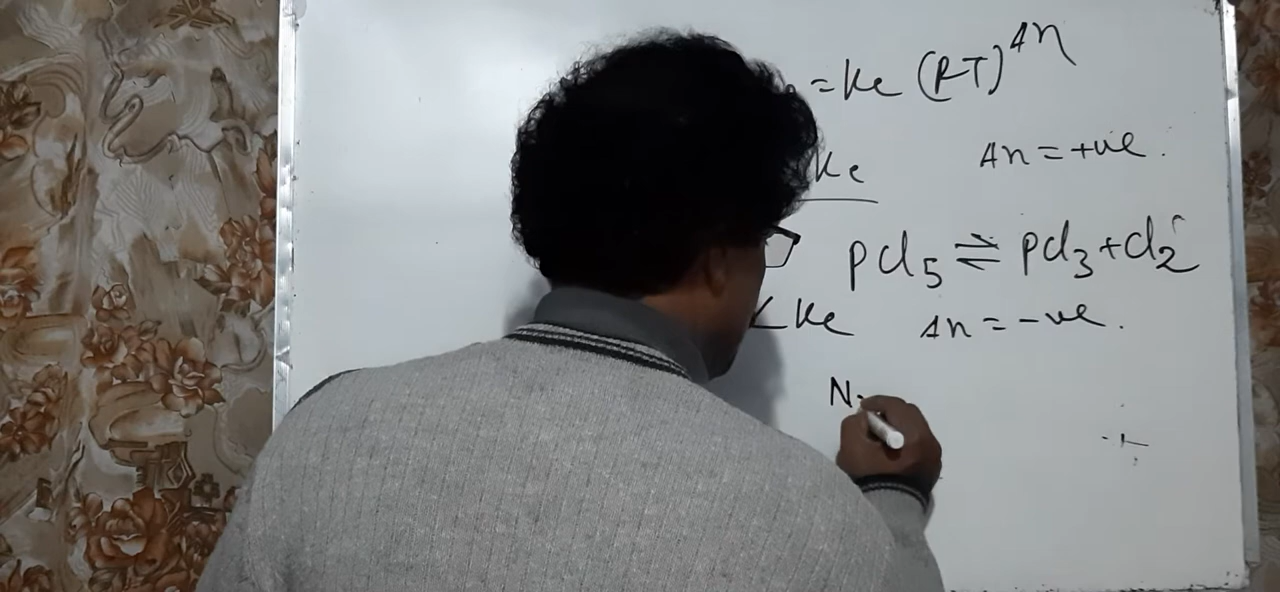 =Kc (RT)^Δn
Kc Δn = +ve.
PCl5 ⇌ PCl3 + Cl2
<Kc Δn = -ve.
N